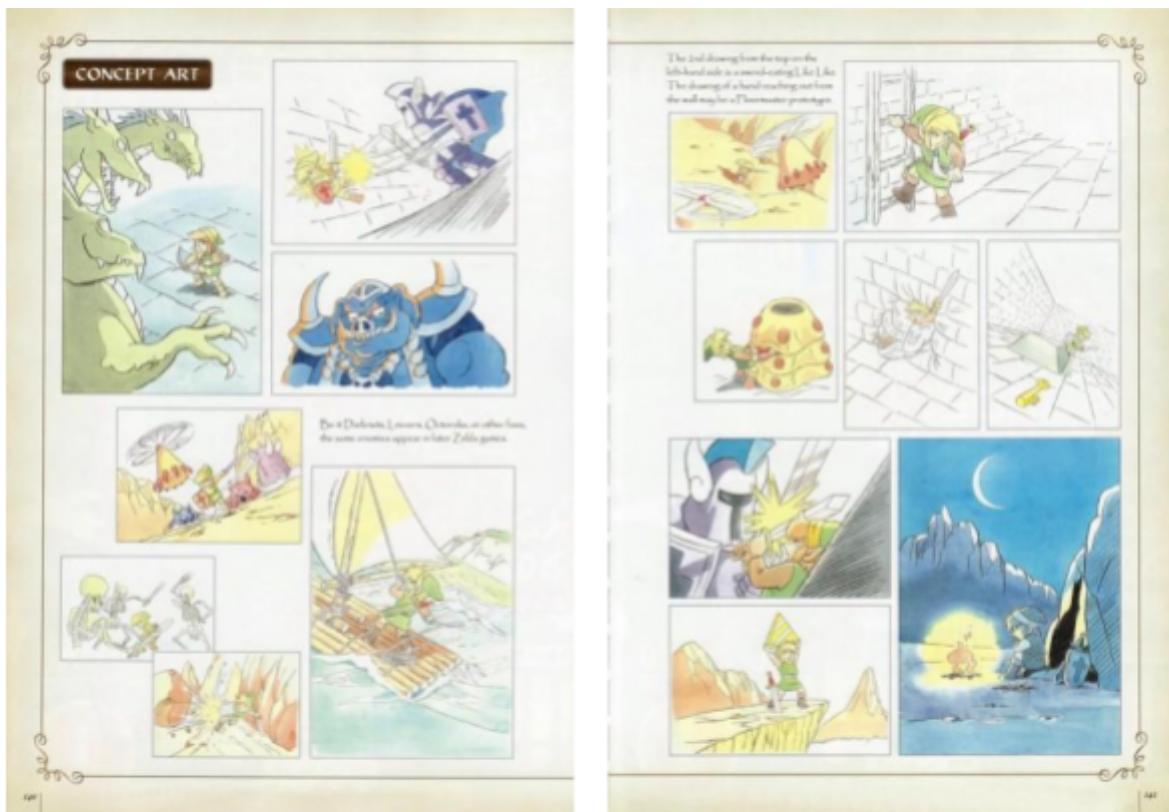 CONCEPT ART
Be it Darknuts, Leevers, Octoroks, or other foes,
the same enemies appear in later Zelda games.
The 2nd drawing from the top on the
left-hand side is a sword-eating Like Like.
The drawing of a hand reaching out from
the wall may be a Floormaster prototype.